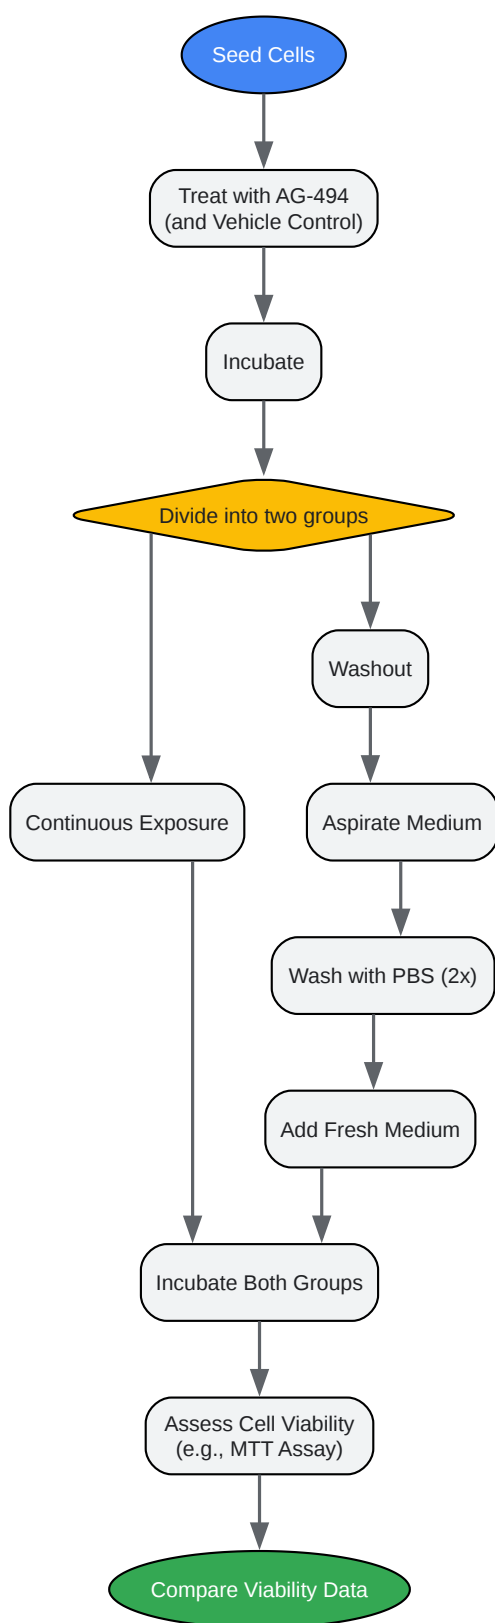 Seed Cells
Treat with AG-494
(and Vehicle Control)
Incubate
Divide into two groups
Washout
Continuous Exposure
Aspirate Medium
Wash with PBS (2x)
Add Fresh Medium
Incubate Both Groups
Assess Cell Viability
(e.g., MTT Assay)
Compare Viability Data